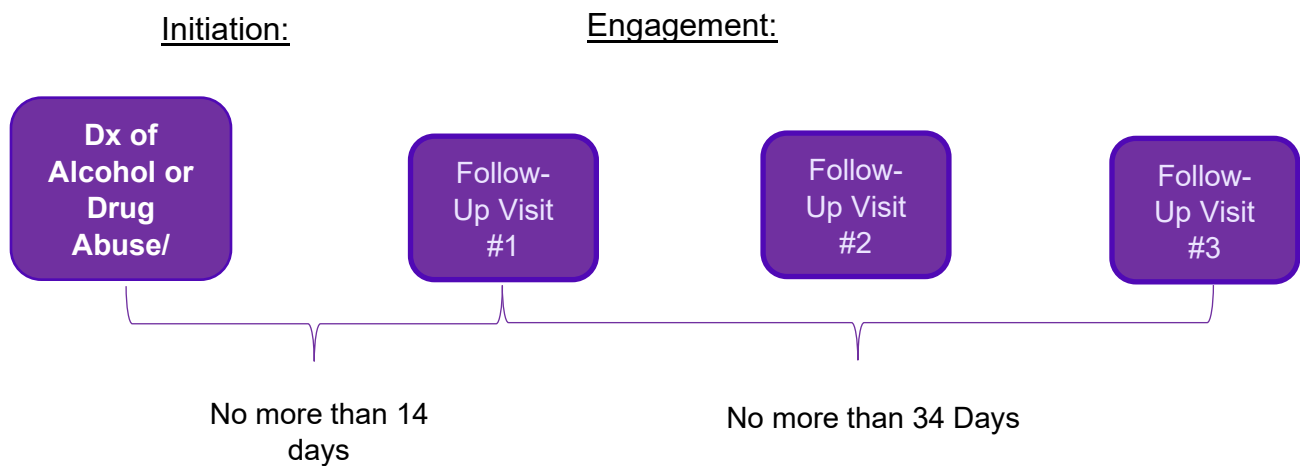 Initiation:
Engagement:
Dx of
Alcohol or
Drug
Abuse/
Follow-
Up Visit
#1
Follow-
Up Visit
#2
Follow-
Up Visit
#3
No more than 14
days
No more than 34 Days